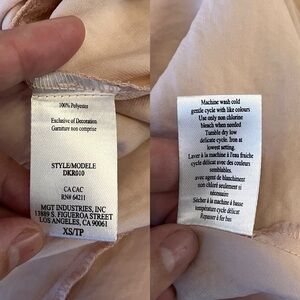 100% Polyester
Exclusive of Decoration
Garniture non comprise
STYLE/MODELE
DKR010
CA CAC
RN# 64211
MGT INDUSTRIES, INC
13889 S. FIGUEROA STREET
LOS ANGELES, CA 90061
XS/TP
Machine wash cold
gentle cycle with like colours
Use only non chlorine
bleach when needed
Tumble dry low
delicate cycle. Iron at
lowest setting.
Laver à la machine à l'eau fraiche
cycle délicat avec des couleurs
semblables.
avec agent de blanchiment
non chloré seulement si
nécessaire
Sécher à la machine à basse
température cycle délicat
Repasser à fer bas